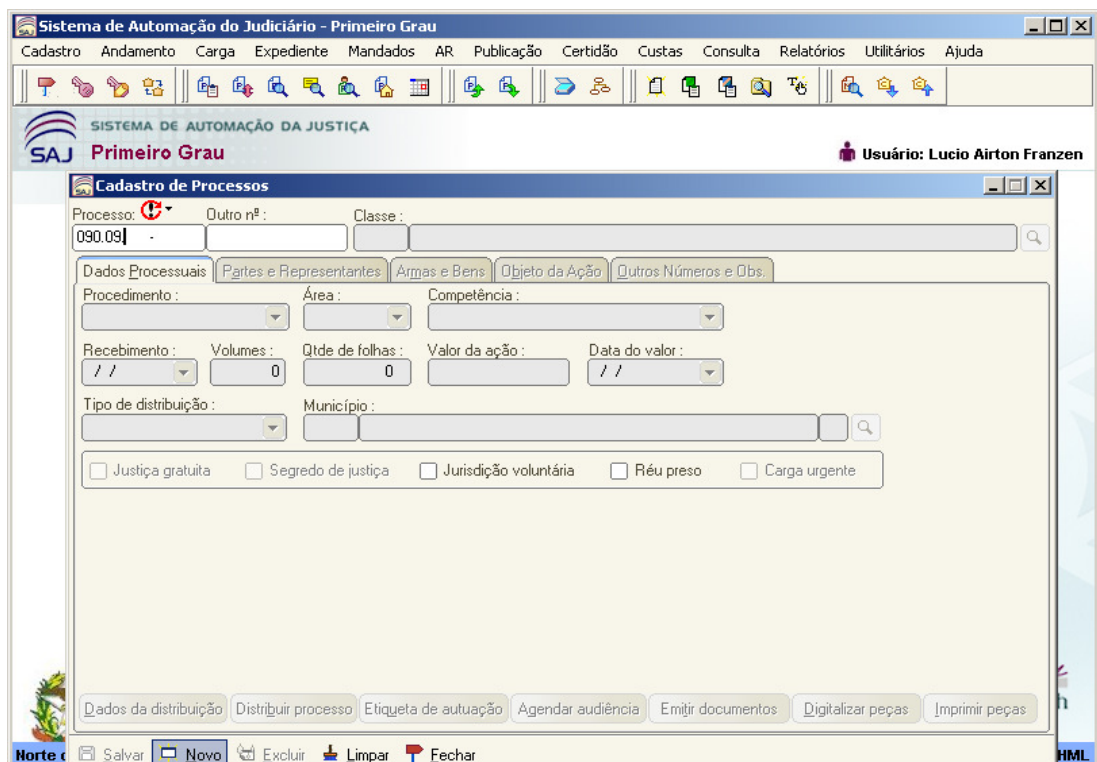 Sistema de Automação do Judiciário - Primeiro Grau
Cadastro Andamento Carga Expediente Mandados AR Publicação Certidão Custas Consulta Relatórios Utilitários Ajuda
SISTEMA DE AUTOMAÇÃO DA JUSTIÇA
SAJ Primeiro Grau Usuário: Lucio Airton Franzen
Cadastro de Processos
Processo: Outro nº : Classe :
090.09. -
Dados Processuais Partes e Representantes Armas e Bens Objeto da Ação Outros Números e Obs.
Procedimento : Área : Competência :
Recebimento : Volumes : Qtde de folhas : Valor da ação : Data do valor :
/ / 0 0 / /
Tipo de distribuição : Município :
Justiça gratuita Segredo de justiça Jurisdição voluntária Réu preso Carga urgente
Dados da distribuição Distribuir processo Etiqueta de autuação Agendar audiência Emitir documentos Digitalizar peças Imprimir peças
Norte Salvar Novo Excluir Limpar Fechar HML